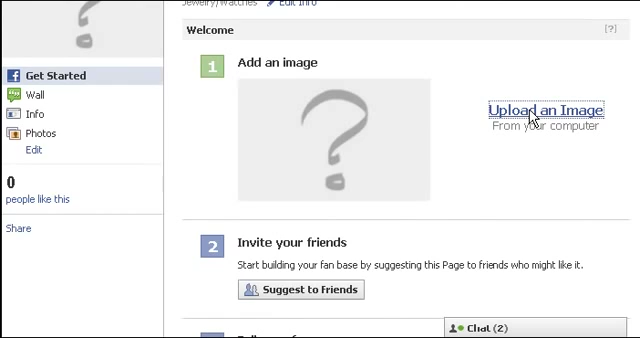 Jewelry/Watches Edit Info
Welcome [?]
1 Add an image
Upload an Image
From your computer
Get Started
Wall
Info
Photos
Edit
0
people like this
Share
2 Invite your friends
Start building your fan base by suggesting this Page to friends who might like it.
Suggest to friends
Chat (2)